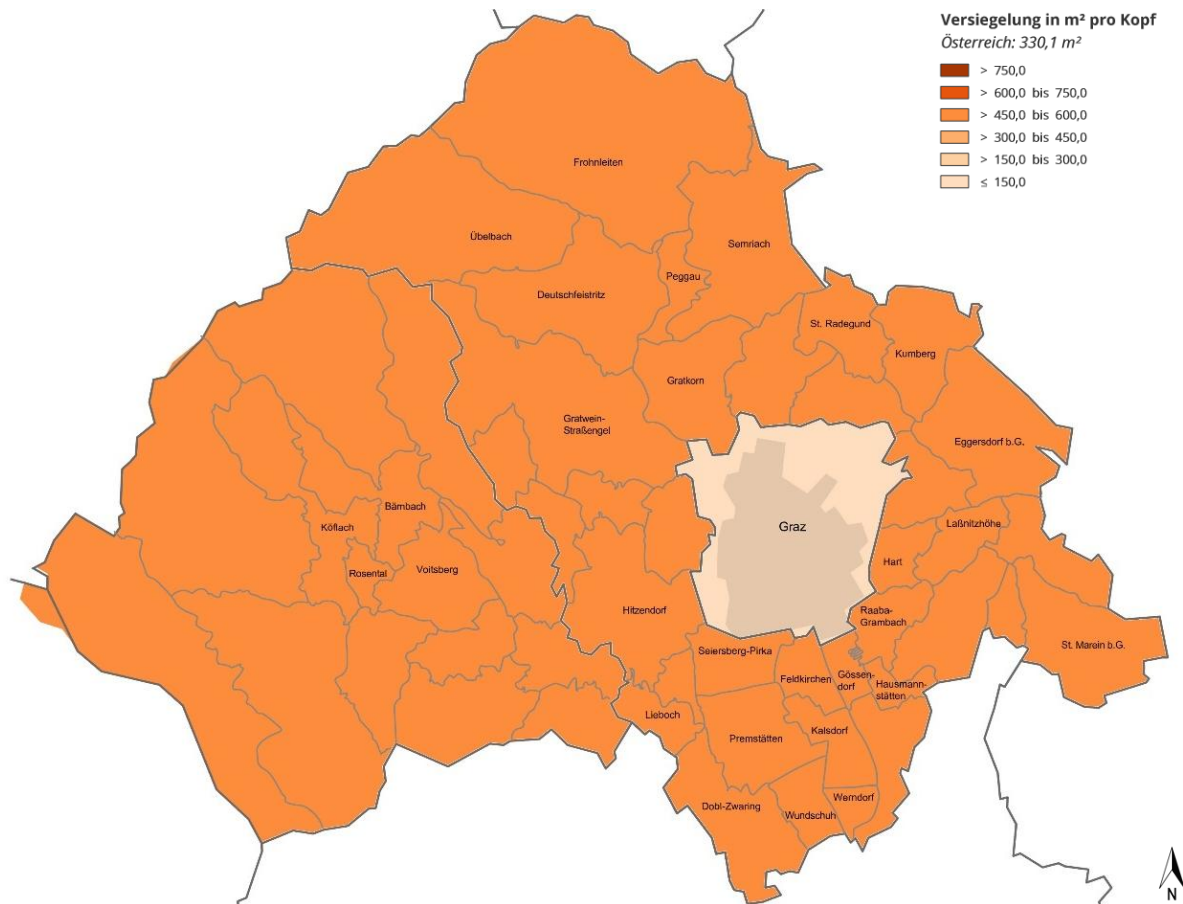 Versiegelung in m² pro Kopf
Österreich: 330,1 m²
> 750,0
> 600,0 bis 750,0
> 450,0 bis 600,0
> 300,0 bis 450,0
> 150,0 bis 300,0
≤ 150,0
Frohnleiten
Übelbach
Semriach
Peggau
Deutschfeistritz
St. Radegund
Kumberg
Gratkorn
Gratwein-
Straßengel
Eggersdorf b.G.
Bärnbach
Köflach
Graz
Laßnitzhöhe
Hart
Rosental
Voitsberg
Hitzendorf
Raaba-
Grambach
St. Marein b.G.
Seiersberg-Pirka
Feldkirchen
Gössen-
dorf
Hausmann-
stätten
Lieboch
Premstätten
Kalsdorf
Dobl-Zwaring
Wundschuh
Werndorf
N